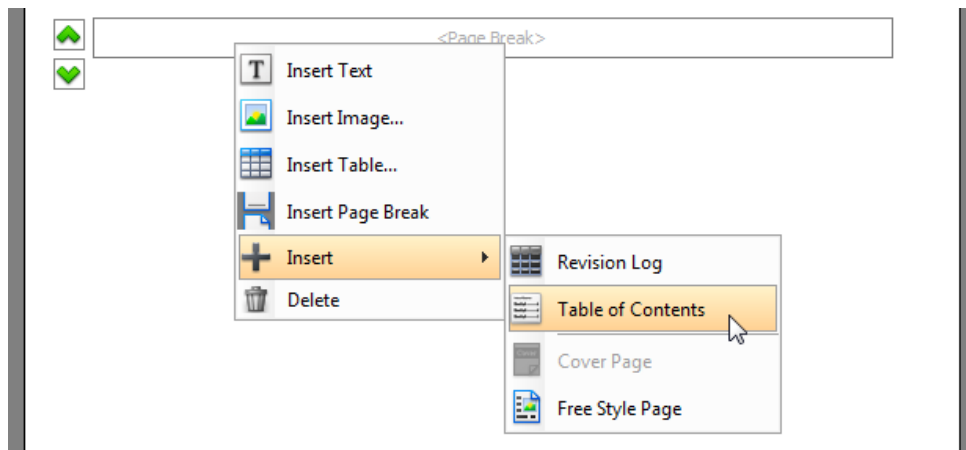 <Page Break>
Insert Text
Insert Image...
Insert Table...
Insert Page Break
Insert
Delete
Revision Log
Table of Contents
Cover Page
Free Style Page